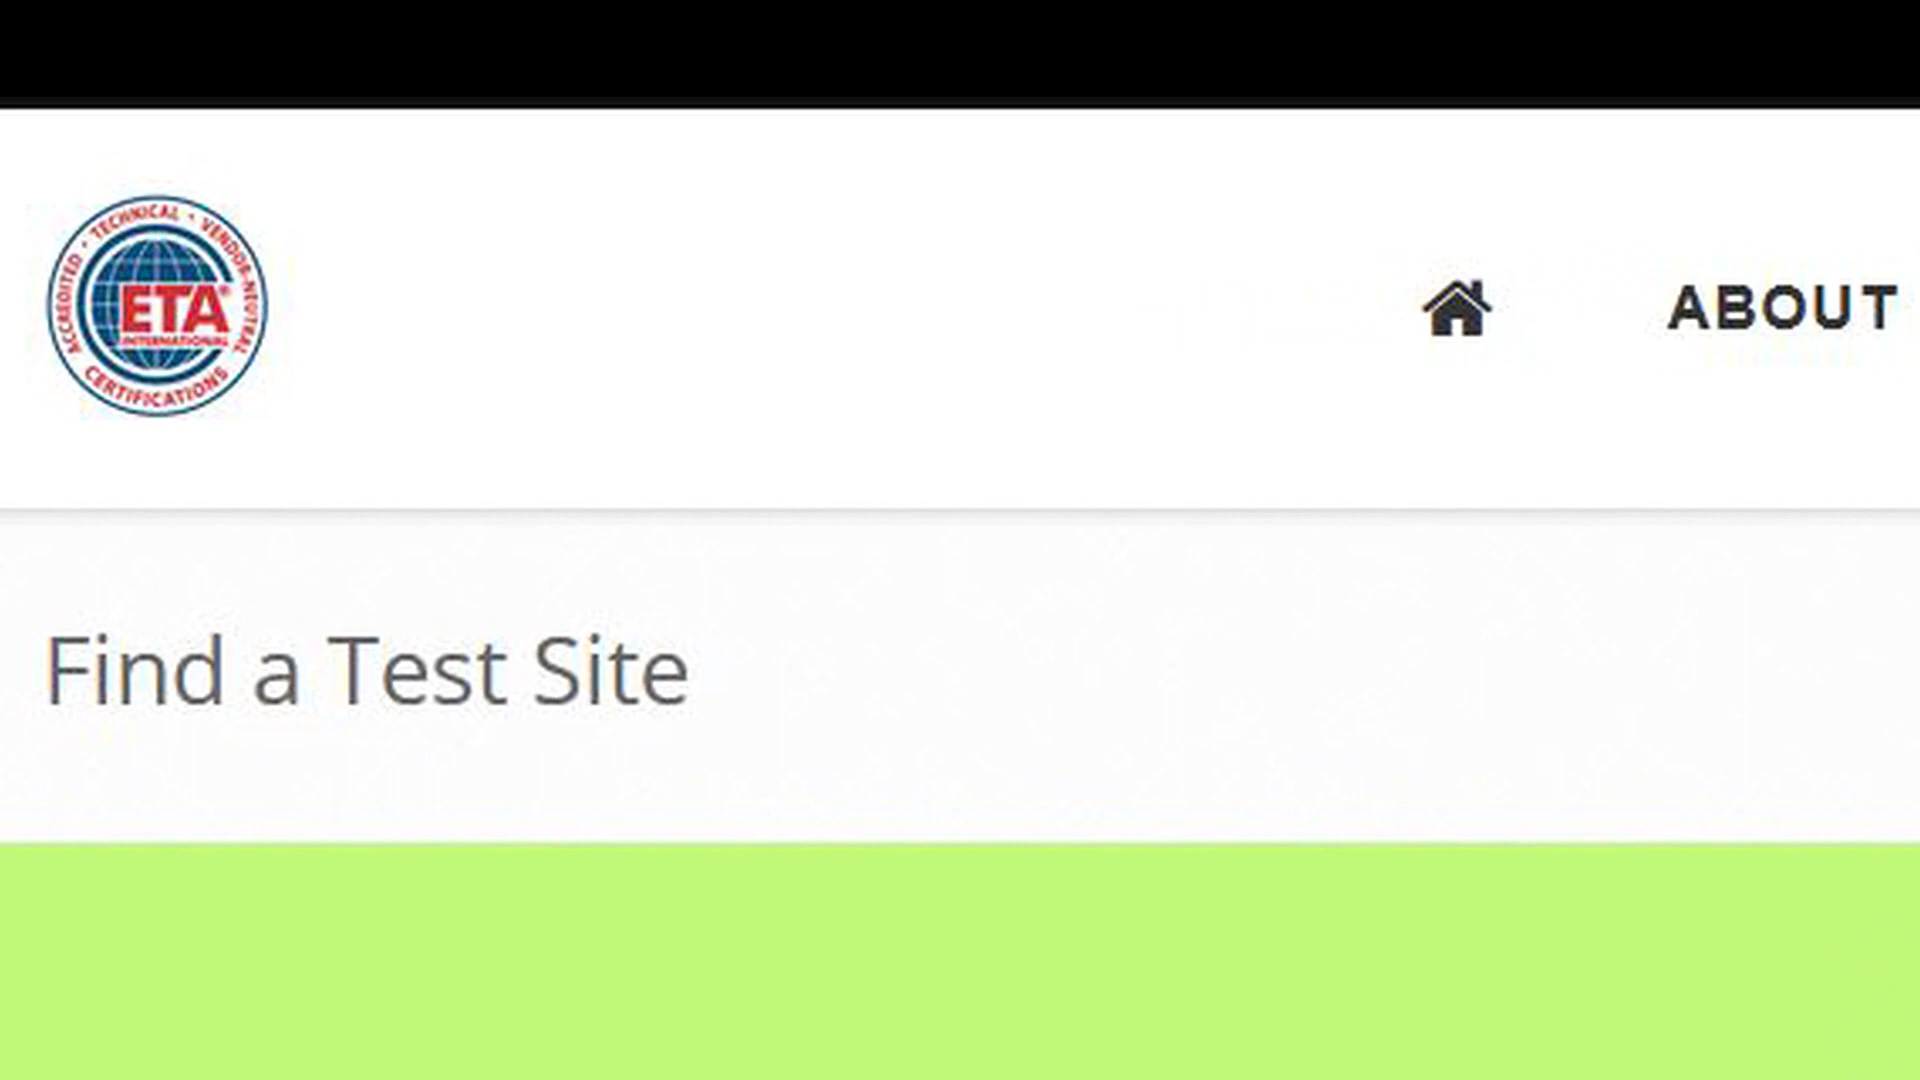 ACCREDITED • TECHNICAL • VENDOR-NEUTRAL
ETA®
INTERNATIONAL
CERTIFICATIONS
ABOUT
Find a Test Site